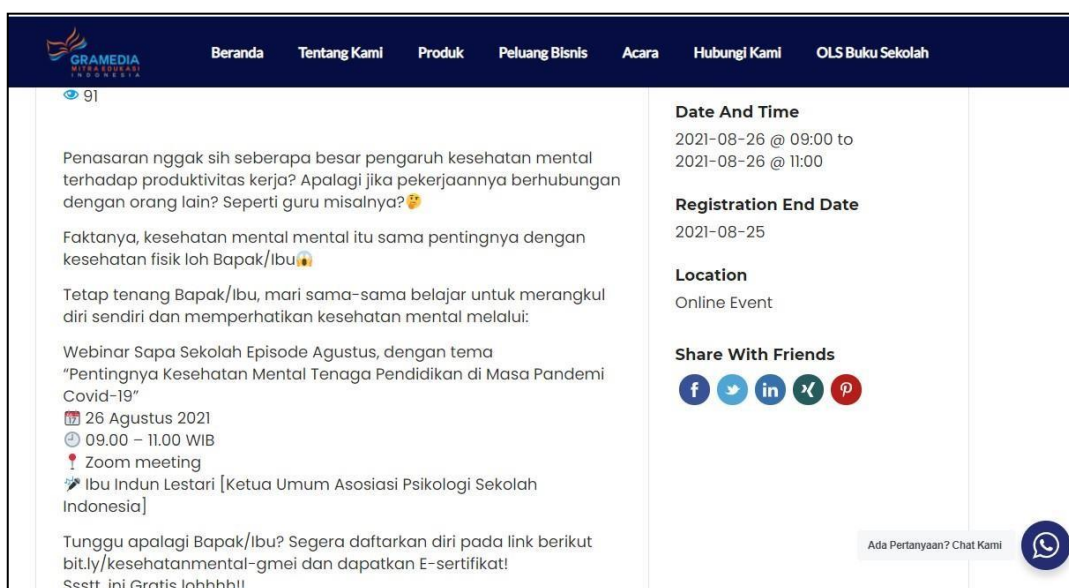 GRAMEDIA
MITRA EDUKASI
INDONESIA
Beranda Tentang Kami Produk Peluang Bisnis Acara Hubungi Kami OLS Buku Sekolah
91
Penasaran nggak sih seberapa besar pengaruh kesehatan mental
terhadap produktivitas kerja? Apalagi jika pekerjaannya berhubungan
dengan orang lain? Seperti guru misalnya?🤔
Faktanya, kesehatan mental mental itu sama pentingnya dengan
kesehatan fisik loh Bapak/Ibu😱
Tetap tenang Bapak/Ibu, mari sama-sama belajar untuk merangkul
diri sendiri dan memperhatikan kesehatan mental melalui:
Webinar Sapa Sekolah Episode Agustus, dengan tema
“Pentingnya Kesehatan Mental Tenaga Pendidikan di Masa Pandemi
Covid-19”
📅 26 Agustus 2021
🕘 09.00 – 11.00 WIB
📍 Zoom meeting
🎤 Ibu Indun Lestari [Ketua Umum Asosiasi Psikologi Sekolah
Indonesia]
Tunggu apalagi Bapak/Ibu? Segera daftarkan diri pada link berikut
bit.ly/kesehatanmental-gmei dan dapatkan E-sertifikat!
Ssstt, ini Gratis lohhhh!!
Date And Time
2021-08-26 @ 09:00 to
2021-08-26 @ 11:00
Registration End Date
2021-08-25
Location
Online Event
Share With Friends
Ada Pertanyaan? Chat Kami